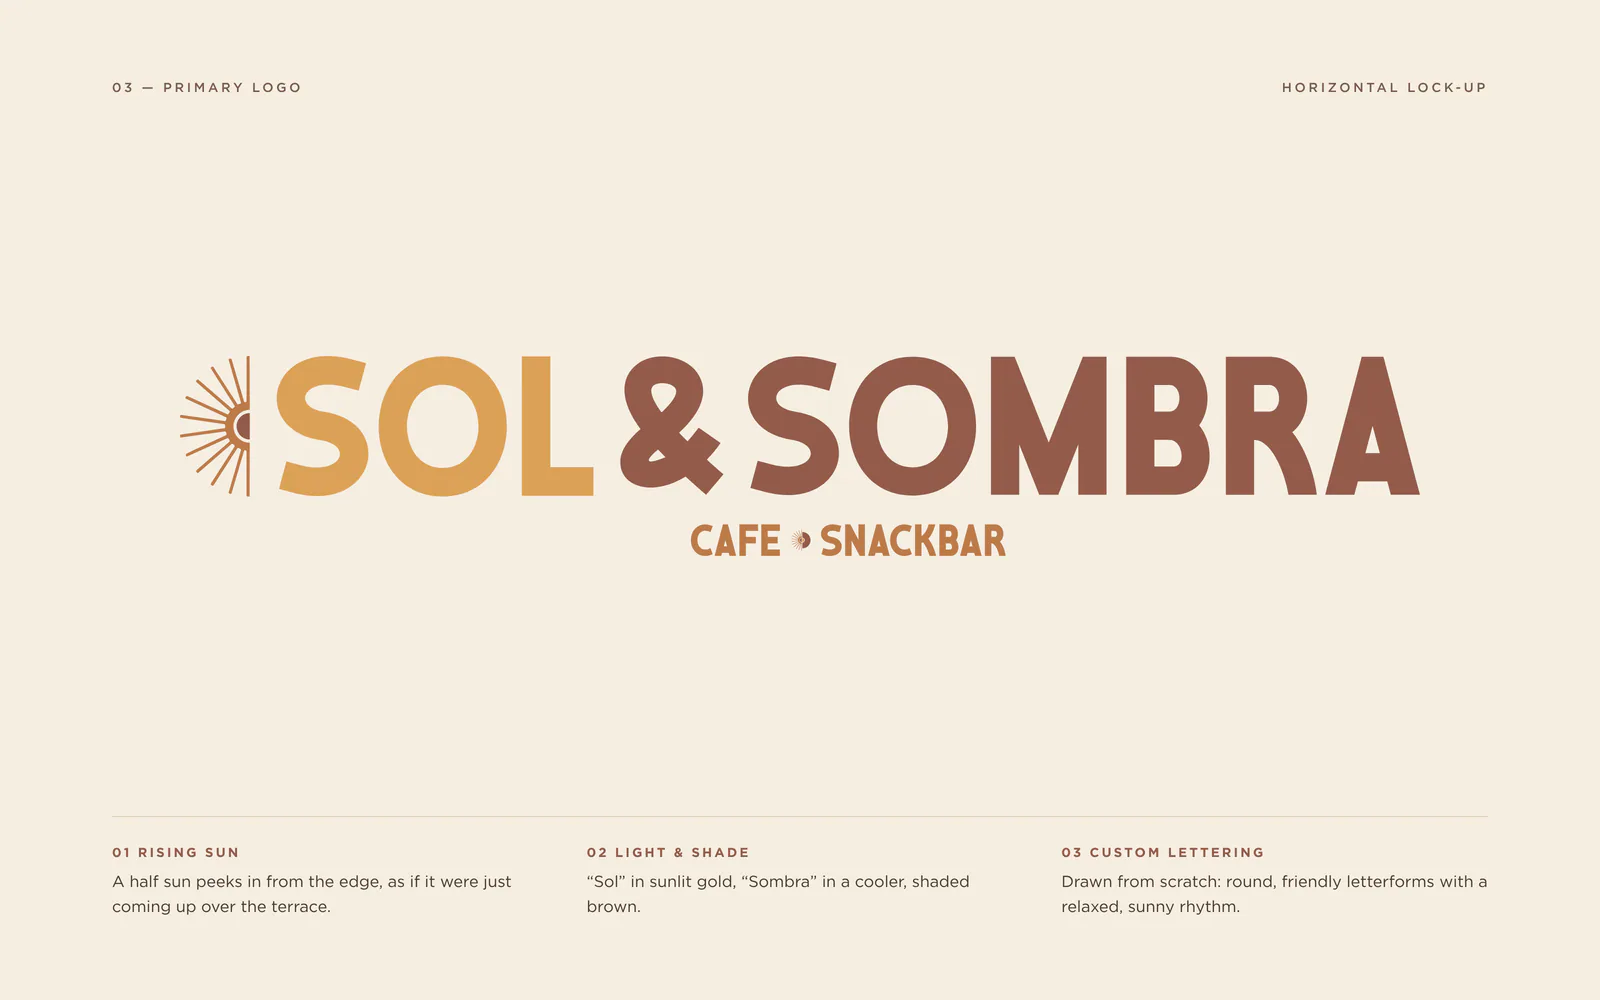 03 — PRIMARY LOGO
HORIZONTAL LOCK-UP
SOL & SOMBRA
CAFE SNACKBAR
01 RISING SUN
A half sun peeks in from the edge, as if it were just
coming up over the terrace.
02 LIGHT & SHADE
“Sol” in sunlit gold, “Sombra” in a cooler, shaded
brown.
03 CUSTOM LETTERING
Drawn from scratch: round, friendly letterforms with a
relaxed, sunny rhythm.